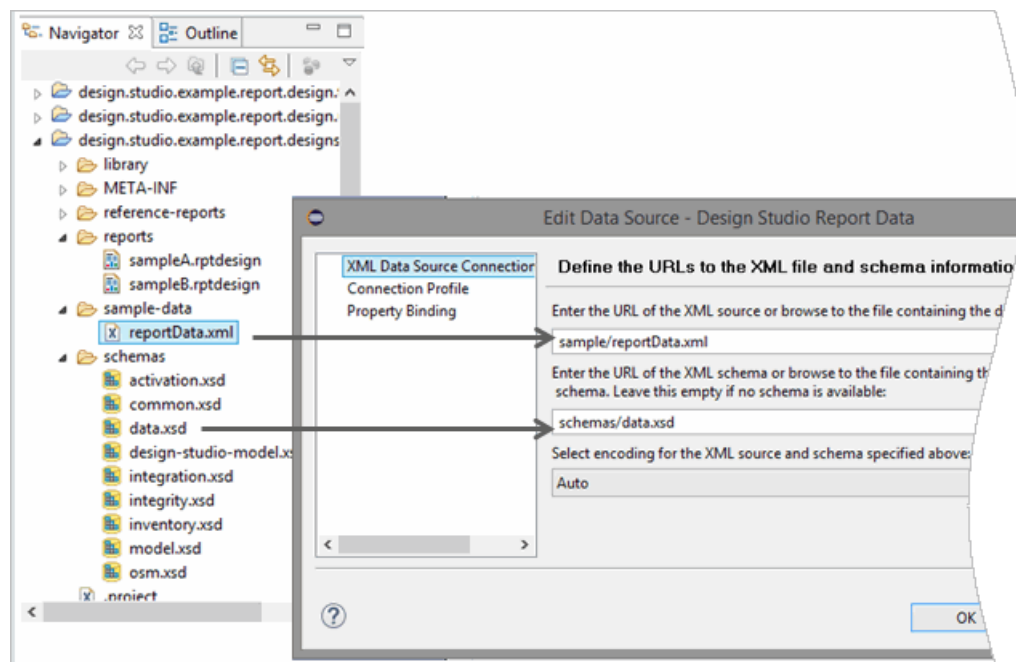 Navigator
Outline
design.studio.example.report.design.
design.studio.example.report.design.
design.studio.example.report.designs
library
META-INF
reference-reports
reports
sampleA.rptdesign
sampleB.rptdesign
sample-data
reportData.xml
schemas
activation.xsd
common.xsd
data.xsd
design-studio-model.xs
integration.xsd
integrity.xsd
inventory.xsd
model.xsd
osm.xsd
.project
Edit Data Source - Design Studio Report Data
XML Data Source Connection
Connection Profile
Property Binding
Define the URLs to the XML file and schema informatio
Enter the URL of the XML source or browse to the file containing the d
sample/reportData.xml
Enter the URL of the XML schema or browse to the file containing th
schema. Leave this empty if no schema is available:
schemas/data.xsd
Select encoding for the XML source and schema specified above:
Auto
OK